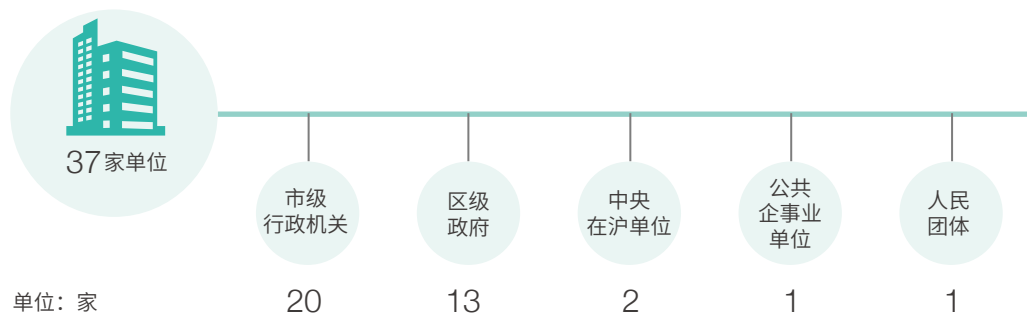 37家单位
市级
行政机关
区级
政府
中央
在沪单位
公共
企事业
单位
人民
团体
单位：家
20
13
2
1
1